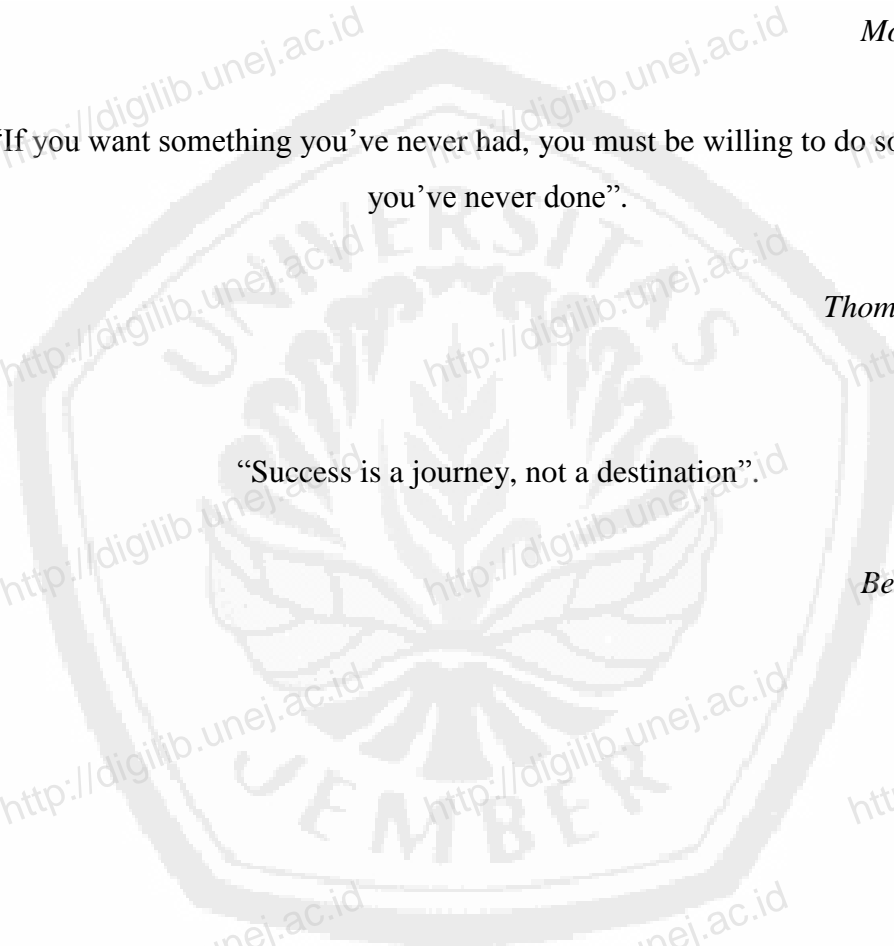 Mo
“If you want something you’ve never had, you must be willing to do so
you’ve never done”.
Thom
“Success is a journey, not a destination”.
Be
UNIVERSITAS
JEMBER
http://digilib.unej.ac.id
http://digilib.unej.ac.id
http://digilib.unej.ac.id
http://digilib.unej.ac.id
http://digilib.unej.ac.id
http://digilib.unej.ac.id
http://digilib.unej.ac.id
http://digilib.unej.ac.id